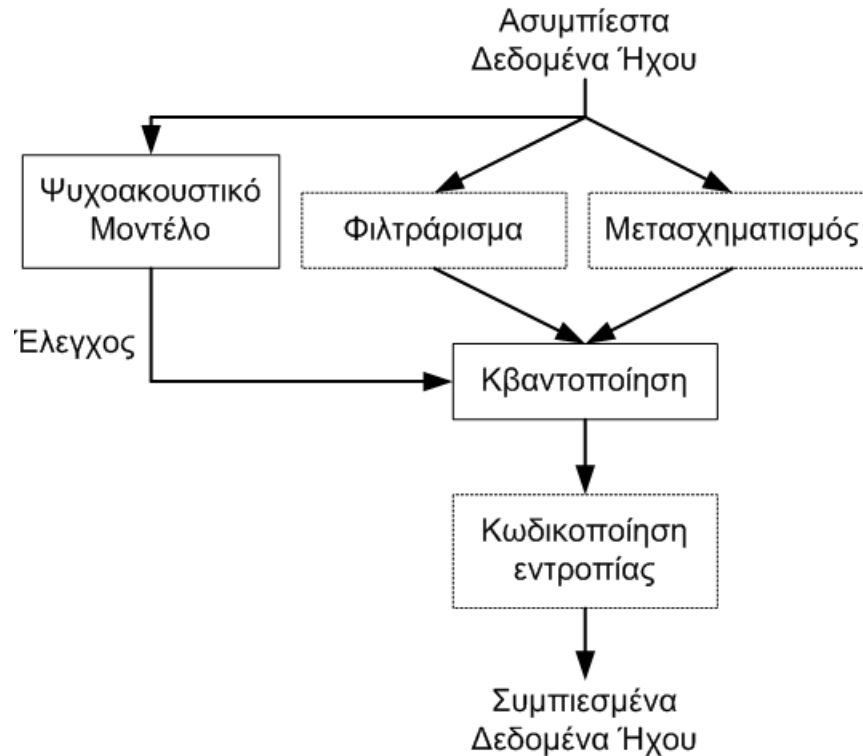 Ασυμπίεστα
Δεδομένα Ήχου
Ψυχοακουστικό
Μοντέλο
Φιλτράρισμα
Μετασχηματισμός
Έλεγχος
Κβαντοποίηση
Κωδικοποίηση
εντροπίας
Συμπιεσμένα
Δεδομένα Ήχου